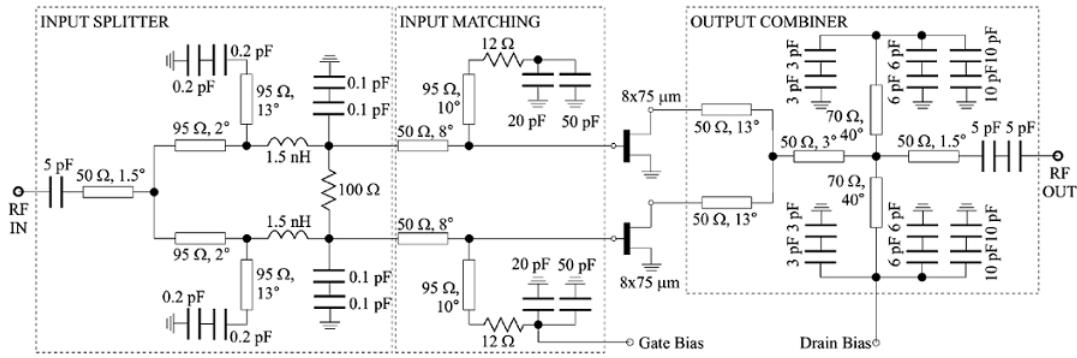 INPUT SPLITTER
INPUT MATCHING
OUTPUT COMBINER
0.2 pF
0.2 pF
95 Ω,
13°
0.1 pF
0.1 pF
95 Ω, 2°
1.5 nH
5 pF
50 Ω, 1.5°
RF
IN
100 Ω
1.5 nH
95 Ω, 2°
95 Ω,
13°
0.2 pF
0.2 pF
0.1 pF
0.1 pF
12 Ω
95 Ω,
10°
20 pF
50 pF
50 Ω, 8°
8x75 μm
50 Ω, 8°
20 pF
50 pF
95 Ω,
10°
12 Ω
8x75 μm
Gate Bias
3 pF 3 pF
6 pF 6 pF
10 pF 10 pF
50 Ω, 13°
70 Ω,
40°
50 Ω, 3°
50 Ω, 1.5°
5 pF
5 pF
RF
OUT
70 Ω,
40°
50 Ω, 13°
3 pF 3 pF
6 pF 6 pF
10 pF 10 pF
Drain Bias